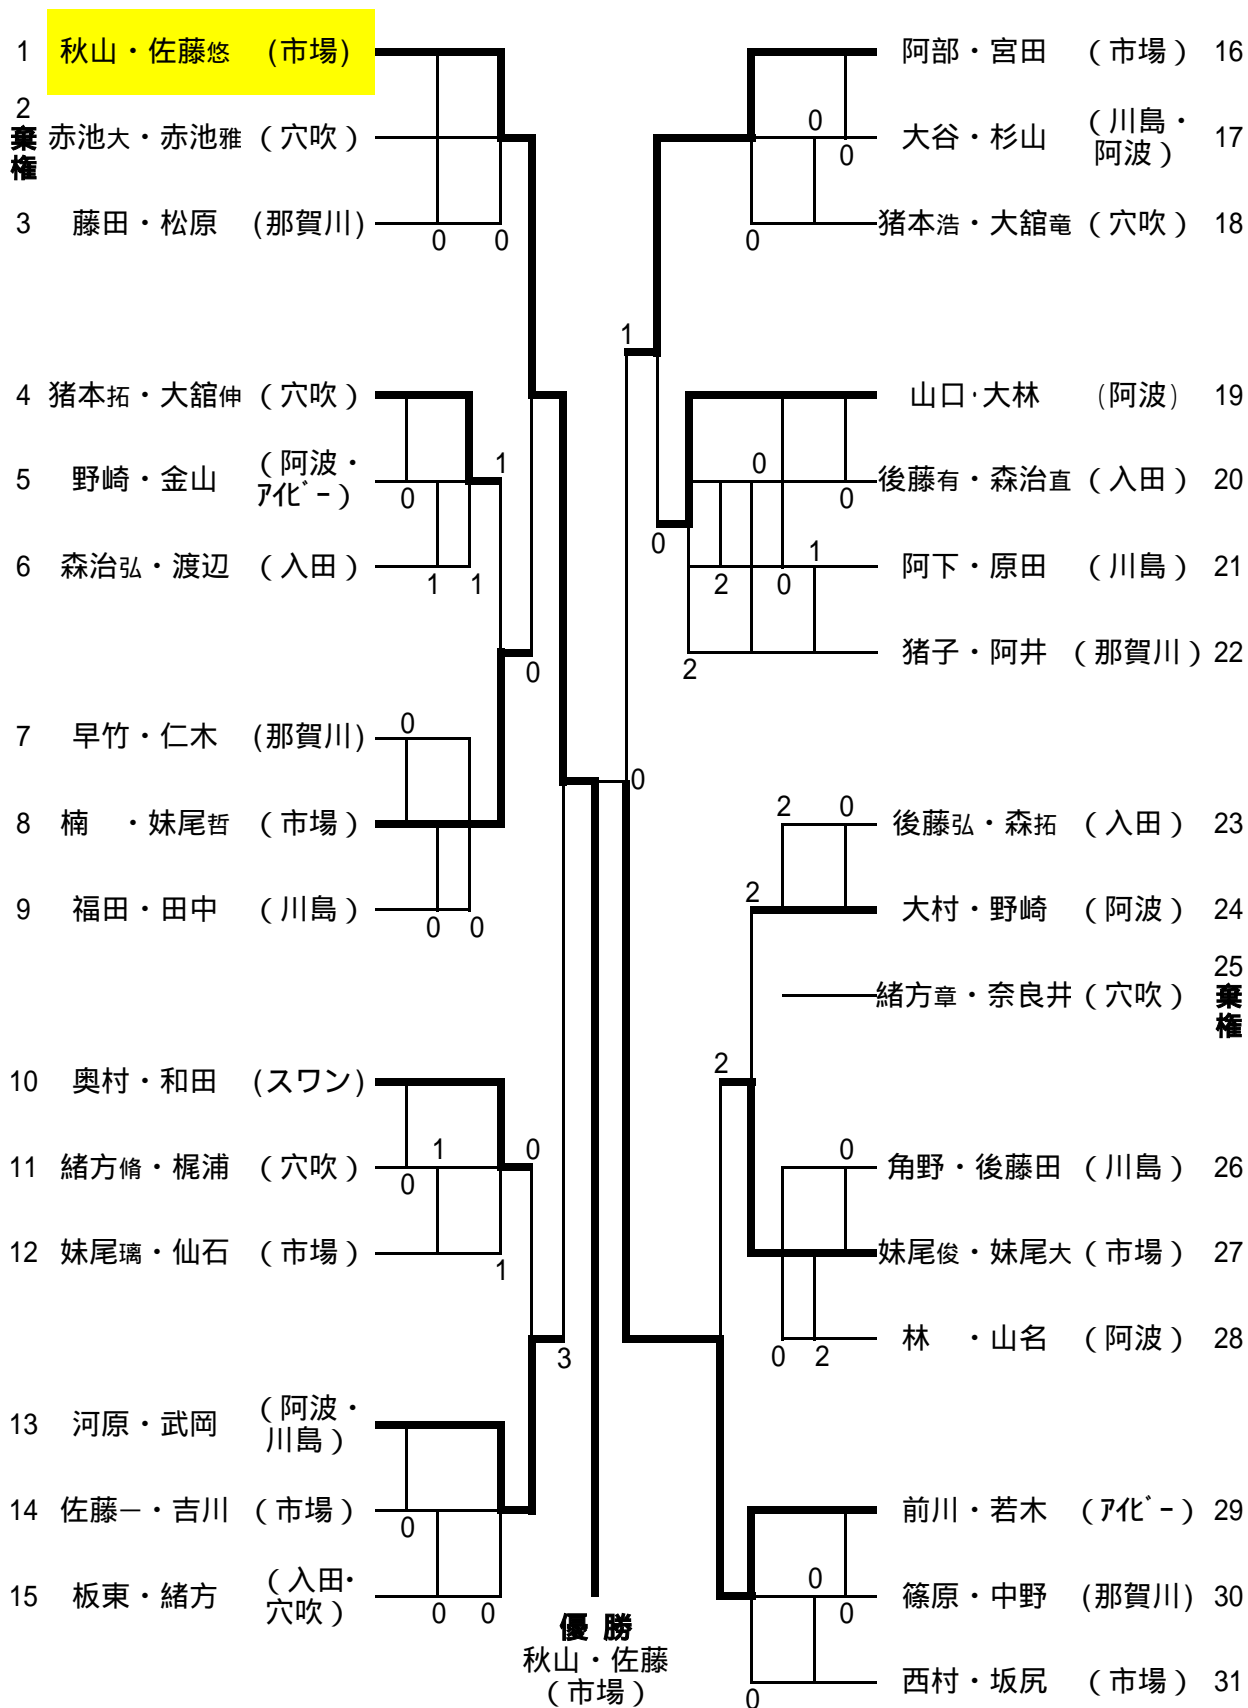 1 秋山・佐藤悠 (市場)
2 棄権 赤池大・赤池雅 (穴吹)
3 藤田・松原 (那賀川)
0 0
4 猪本拓・大舘伸 (穴吹)
5 野崎・金山 (阿波・アイビー)
1
0
6 森治弘・渡辺 (入田)
1 1
0
7 早竹・仁木 (那賀川)
0
8 楠 ・妹尾哲 (市場)
9 福田・田中 (川島)
0 0
10 奥村・和田 (スワン)
1 0
11 緒方脩・梶浦 (穴吹)
0
12 妹尾璃・仙石 (市場)
1
3
13 河原・武岡 (阿波・川島)
14 佐藤一・吉川 (市場)
0
15 板東・緒方 (入田・穴吹)
0 0
優 勝
秋山・佐藤
(市場)
阿部・宮田 (市場) 16
0
大谷・杉山 (川島・阿波) 17
0
猪本浩・大舘竜 (穴吹) 18
0
1
山口・大林 (阿波) 19
0
後藤有・森治直 (入田) 20
0
0
1
阿下・原田 (川島) 21
2 0
猪子・阿井 (那賀川) 22
2
0
2 0
後藤弘・森拓 (入田) 23
2
大村・野崎 (阿波) 24
緒方章・奈良井 (穴吹) 25 棄権
2
0
角野・後藤田 (川島) 26
妹尾俊・妹尾大 (市場) 27
林 ・山名 (阿波) 28
0 2
前川・若木 (アイビー) 29
0
篠原・中野 (那賀川) 30
0
西村・坂尻 (市場) 31
0